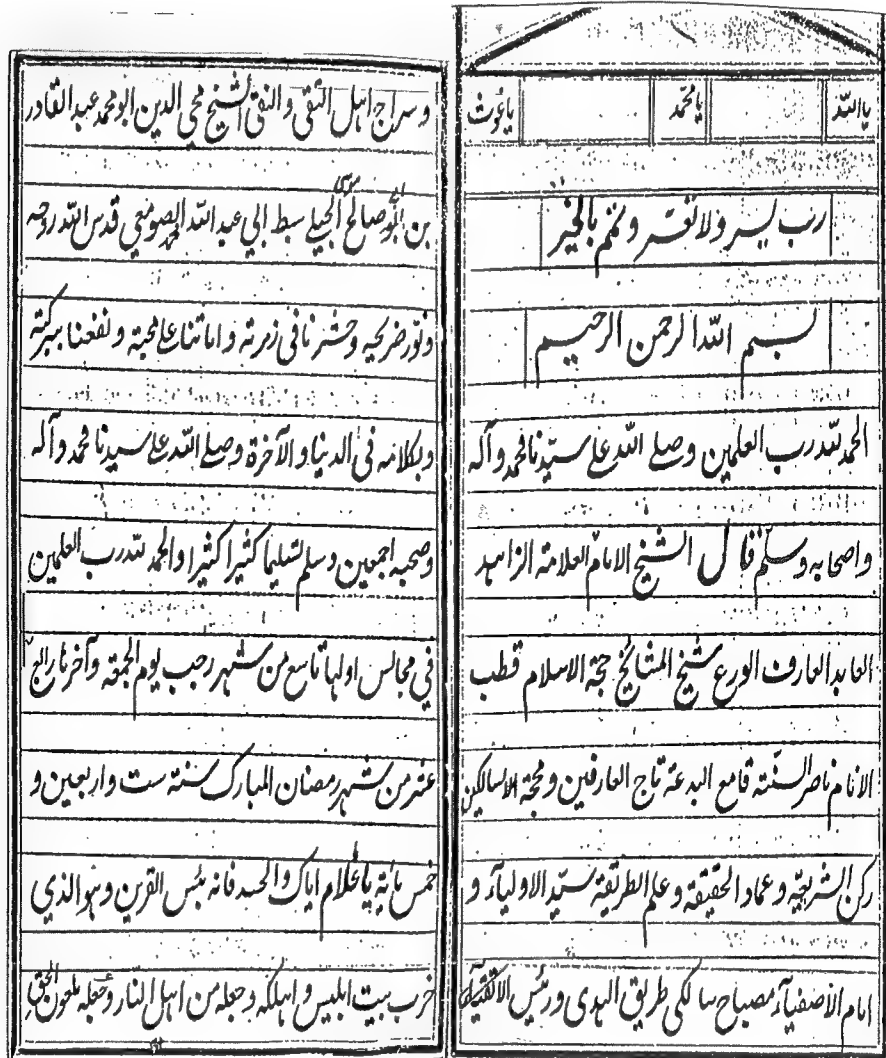 يا الله يا محمد يا غوث
رب يسر ولا تعسر وتمم بالخير
بسم الله الرحمن الرحيم
الحمد لله رب العلمين وصلى الله على سيدنا محمد وآله
واصحابه وسلم قال الشيخ الامام العلامة الزاهد
العابد العارف الورع شيخ المشائخ حجة الاسلام قطب
الانام ناصر السنة قامع البدعة تاج العارفين ومحجة السالكين
ركن الشريعة وعماد الحقيقة وعلم الطريقة سيد الاولياء و
امام الاصفياء مصباح سالكي طريق الهدى ورئيس الاتقياء
وسراج اهل التقى والنقى الشيخ محي الدين ابو محمد عبد القادر
بن ابو صالح الجيلي سبط ابي عبد الله الصومعي قدس الله روحه
ونور ضريحه وحشرنا في زمرته واماتنا على محبته ونفعنا ببركته
وبكلامه في الدنيا والآخرة وصلى الله على سيدنا محمد وآله
وصحبه اجمعين وسلم تسليما كثيرا كثيرا والحمد لله رب العلمين
في مجالس اولها تاسع من شهر رجب يوم الجمعة وآخرها رابع
عشر من شهر رمضان المبارك سنة ست واربعين و
خمس مائة يا غلام اياك والحسد فانه بئس القرين وهو الذي
خرب بيت ابليس واهلكه وجعله من اهل النار وجعله ملعون الحق